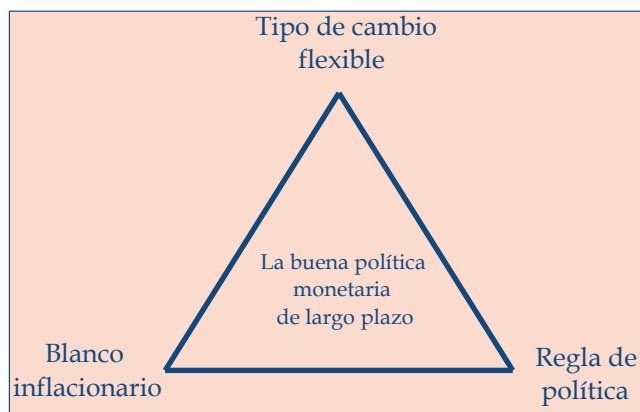 Tipo de cambio
flexible
La buena política
monetaria
de largo plazo
Blanco
inflacionario
Regla de
política